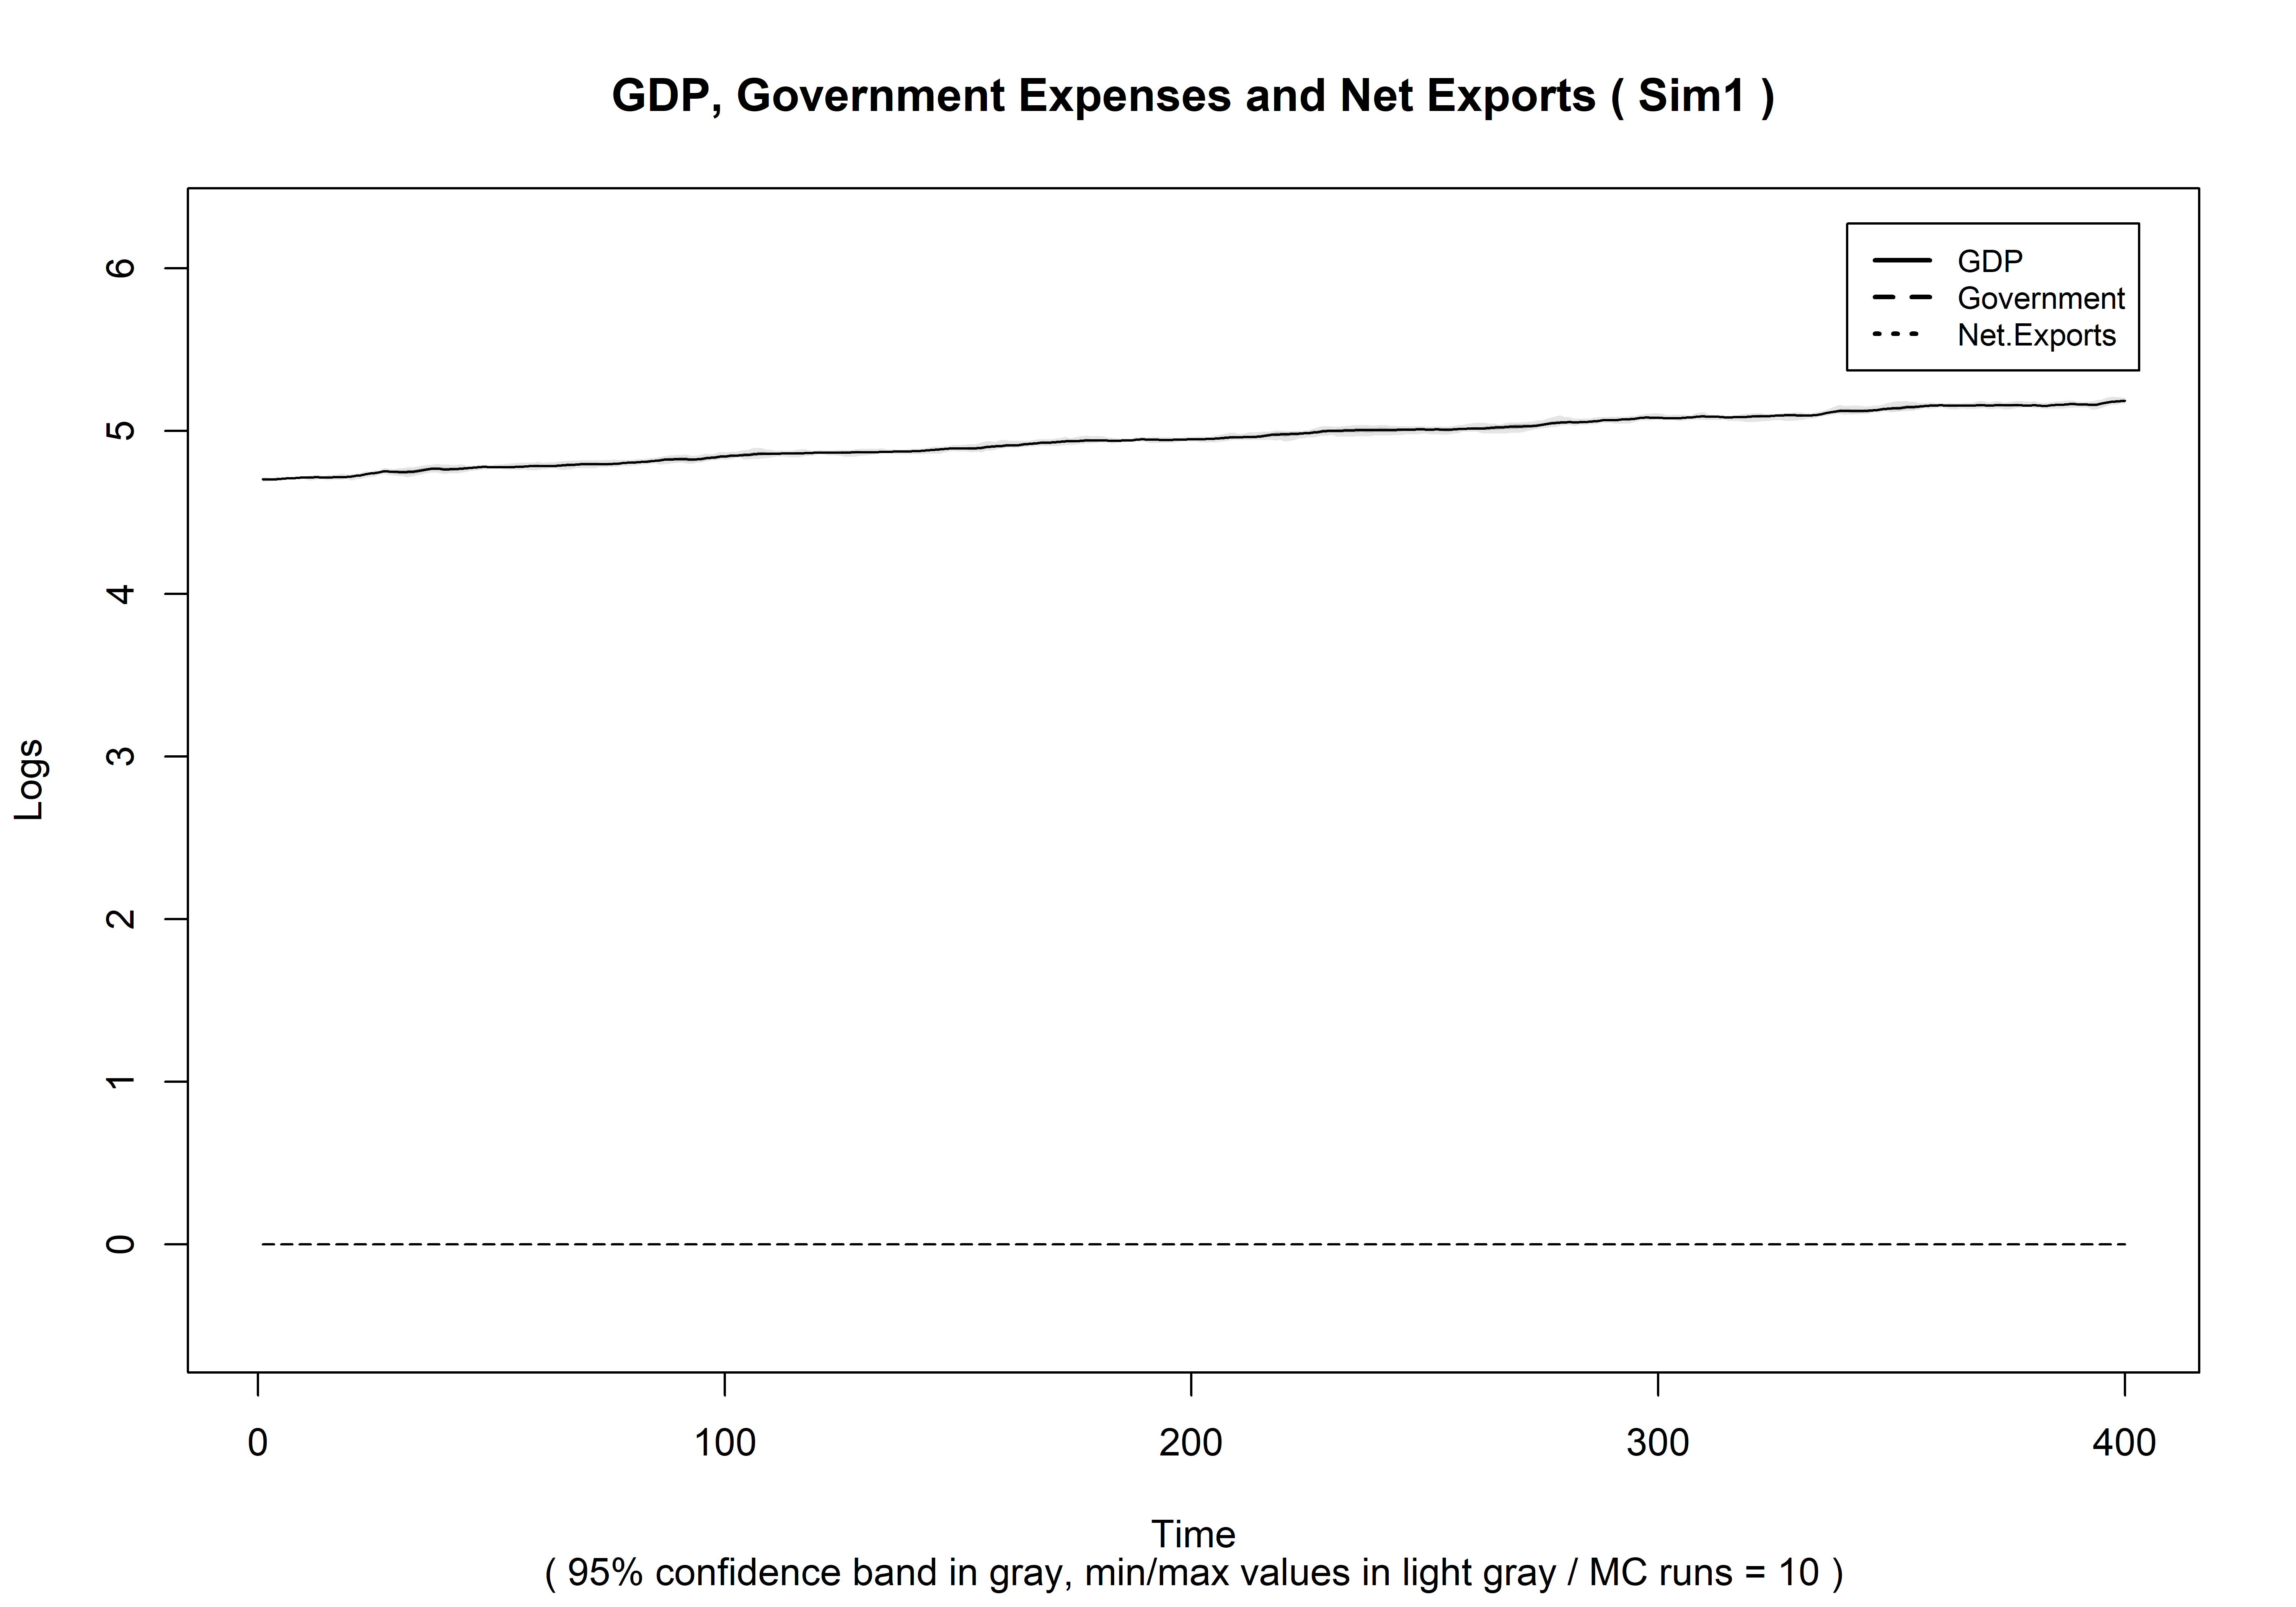 GDP, Government Expenses and Net Exports ( Sim1 )
GDP
Government
Net.Exports
6
5
4
3
2
1
0
Logs
0 100 200 300 400
Time
( 95% confidence band in gray, min/max values in light gray / MC runs = 10 )